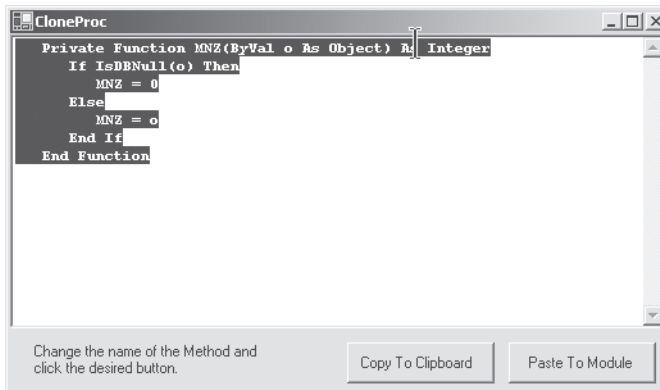 CloneProc
Private Function MNZ(ByVal o As Object) As Integer
If IsDBNull(o) Then
MNZ = 0
Else
MNZ = o
End If
End Function
Change the name of the Method and
click the desired button.
Copy To Clipboard
Paste To Module